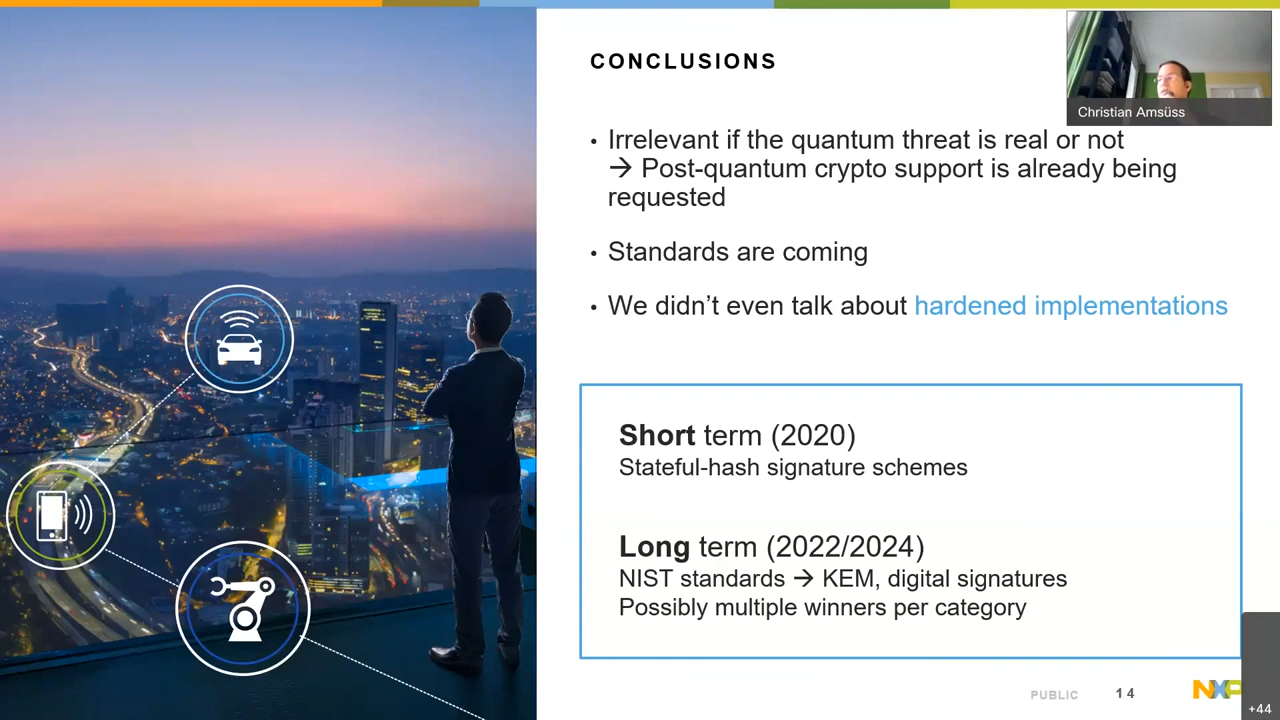 CONCLUSIONS
Christian Amsüss
• Irrelevant if the quantum threat is real or not
→ Post-quantum crypto support is already being
requested
• Standards are coming
• We didn’t even talk about hardened implementations
Short term (2020)
Stateful-hash signature schemes
Long term (2022/2024)
NIST standards → KEM, digital signatures
Possibly multiple winners per category
PUBLIC 14 NXP
+44